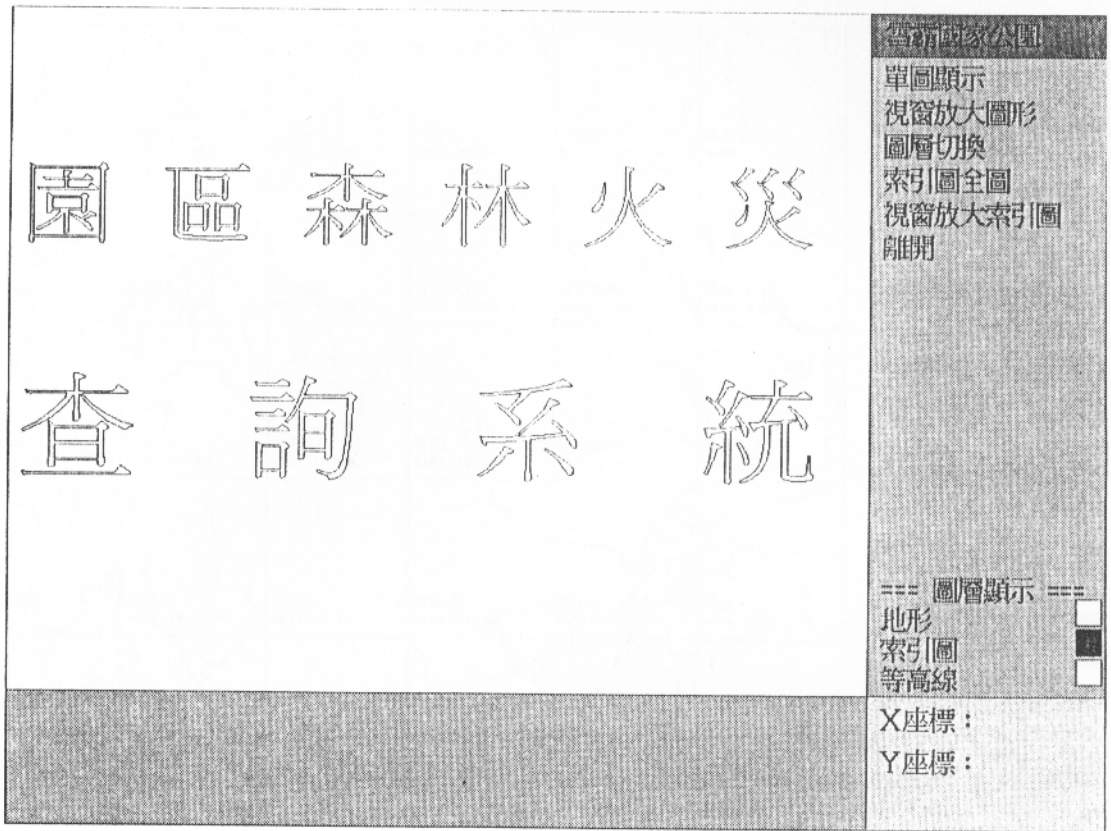 園區森林火災
查詢系統
雪霸國家公園
單圖顯示
視窗放大圖形
圖層切換
索引圖全圖
視窗放大索引圖
離開
=== 圖層顯示 ===
地形
索引圖
等高線
X座標：
Y座標：